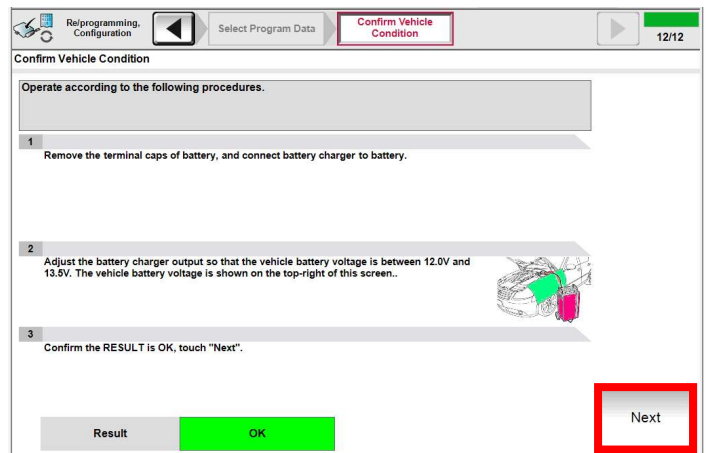 Re/programming,
Configuration
Select Program Data
Confirm Vehicle
Condition
12/12
Confirm Vehicle Condition
Operate according to the following procedures.
1
Remove the terminal caps of battery, and connect battery charger to battery.
2
Adjust the battery charger output so that the vehicle battery voltage is between 12.0V and
13.5V. The vehicle battery voltage is shown on the top-right of this screen..
3
Confirm the RESULT is OK, touch "Next".
Result
OK
Next